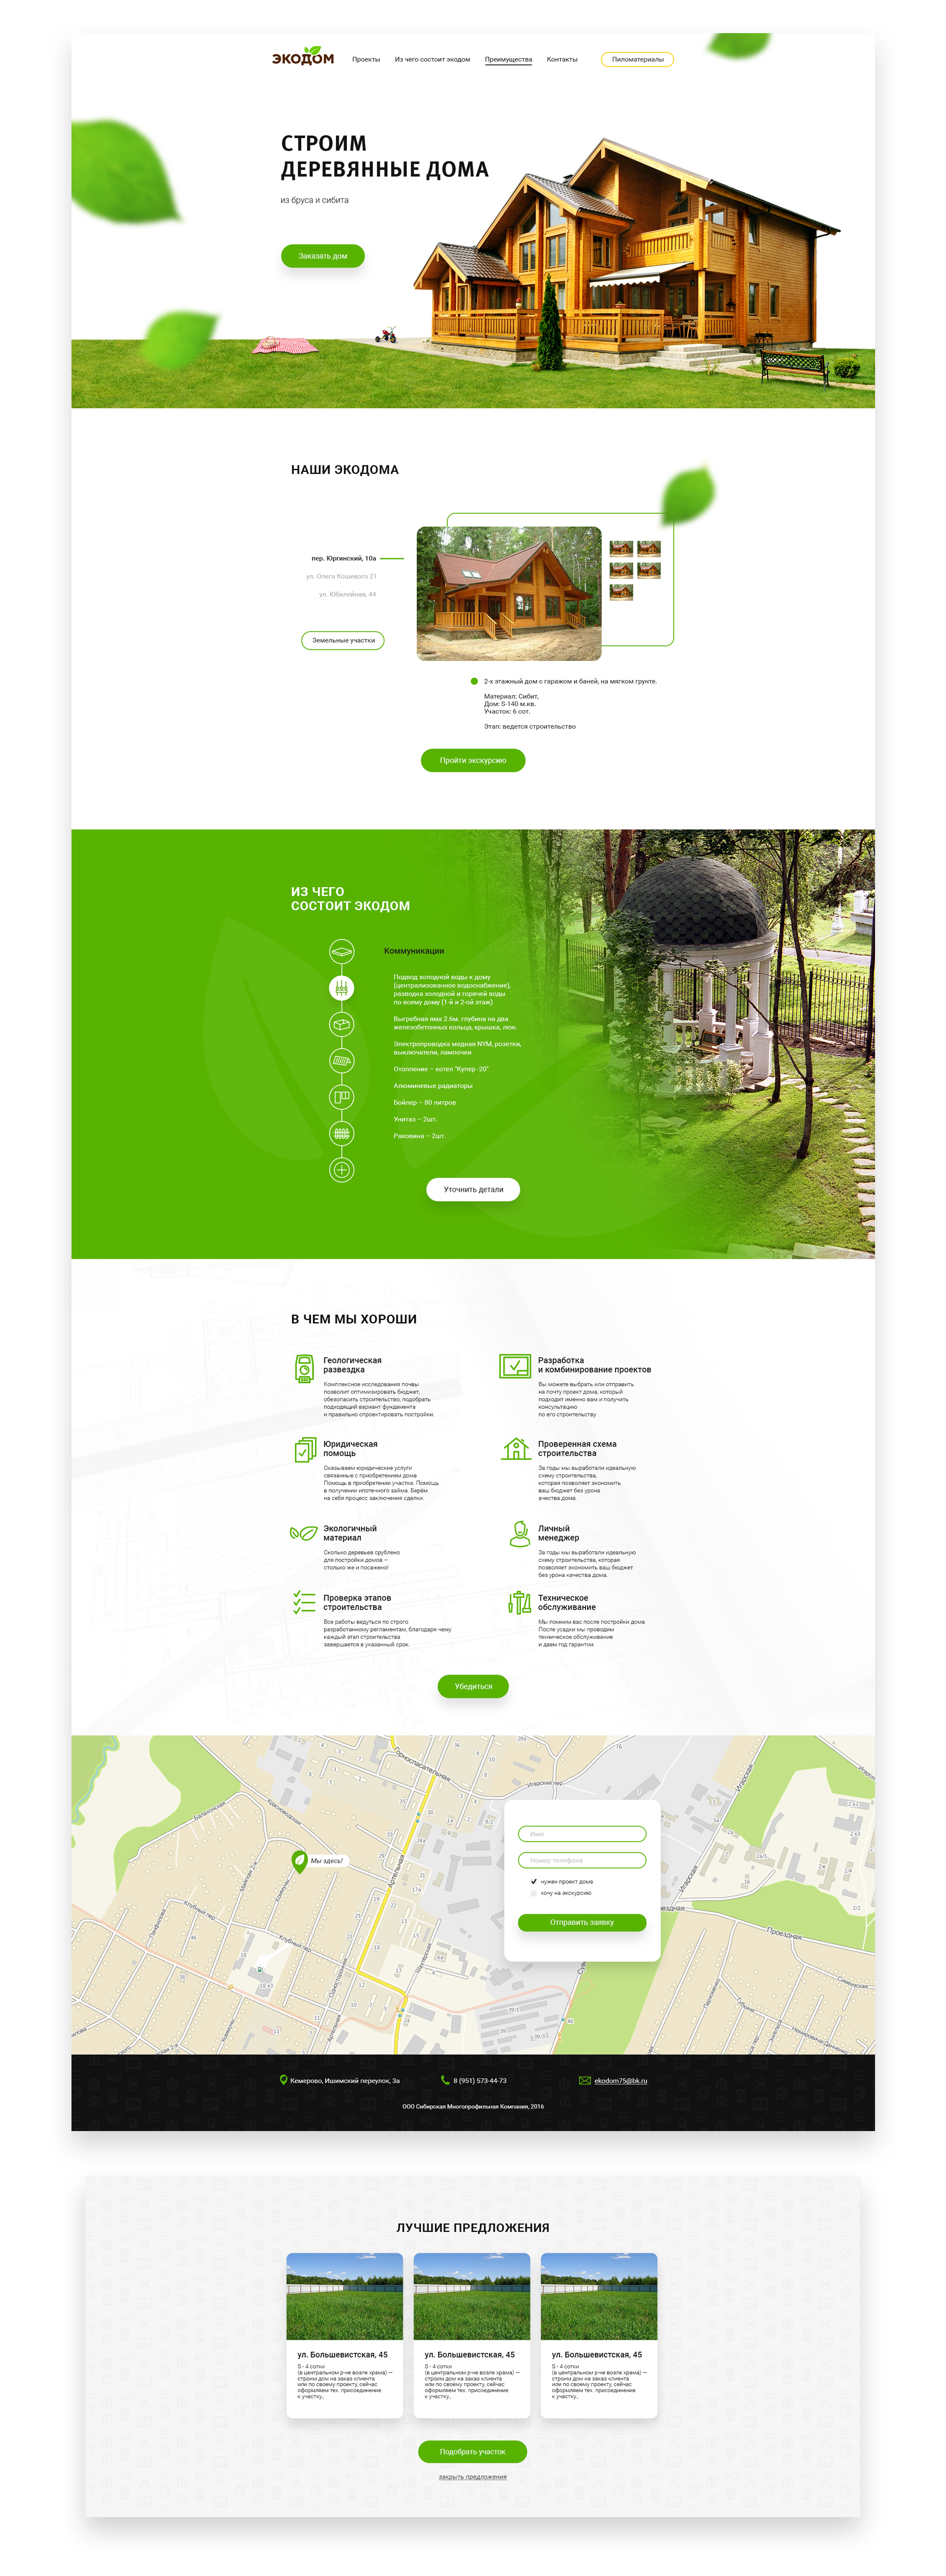 ЭКОДОМ
Проекты
Из чего состоит экодом
Преимущества
Контакты
Пиломатериалы
СТРОИМ
ДЕРЕВЯННЫЕ ДОМА
из бруса и сибита
Заказать дом
НАШИ ЭКОДОМА
пер. Юргинский, 10а
ул. Олега Кошевого 21
ул. Юбилейная, 44
Земельные участки
2-х этажный дом с гаражом и баней, на мягком грунте.
Материал: Сибит,
Дом: S-140 м.кв.
Участок: 6 сот.
Этап: ведется строительство
Пройти экскурсию
ИЗ ЧЕГО
СОСТОИТ ЭКОДОМ
Коммуникации
Подвод холодной воды к дому
(централизованное водоснабжение),
разводка холодной и горячей воды
по всему дому (1-й и 2-ой этаж)
Выгребная яма 2.6м. глубина на два
железобетонных кольца, крышка, люк.
Электропроводка медная NYM, розетки,
выключатели, лампочки
Отопление – котел "Купер -20"
Алюминевые радиаторы
Бойлер – 80 литров
Унитаз – 2шт.
Раковина – 2шт.
Уточнить детали
В ЧЕМ МЫ ХОРОШИ
Геологическая
развездка
Комплексное исследования почвы
позволит оптимизировать бюджет,
обезопасить строительство, подобрать
подходящий вариант фундамента
и правильно спроектировать постройки.
Разработка
и комбинирование проектов
Вы можете выбрать или отправить
на почту проект дома, который
подходит именно вам и получить
консультацию
по его строительству
Юридическая
помощь
Оказываем юридические услуги
связанные с приобретением дома
Помощь в приобретении участка. Помощь
в получении ипотечного займа. Берём
на себя процесс заключения сделки.
Проверенная схема
строительства
За годы мы выработали идеальную
схему строительства,
которая позволяет экономить
ваш бюджет без урона
ачества дома.
Экологичный
материал
Сколько деревьев срублено
для постройки домов –
столько же и посажено!
Личный
менеджер
За годы мы выработали идеальную
схему строительства, которая
позволяет экономить ваш бюджет
без урона качества дома.
Проверка этапов
строительства
Все работы ведуться по строго
разработанному регламентам, благодаря чему
каждый этап строительства
завершается в указанный срок.
Техническое
обслуживание
Мы помним вас после постройки дома
После усадки мы проводим
техническое обслуживание
и даем год гарантии.
Убедиться
Горноспасательная
Игарский пер.
Игарская
Балахонская
Красноводская
Артельная
Мы здесь!
Клубный пер.
Коммуны
Шахтерская
Проездная
Имя
Номер телефона
нужен проект дома
хочу на экскурсию
Отправить заявку
Кемерово, Ишимский переулок, 3а
8 (951) 573-44-73
ekodom75@bk.ru
ООО Сибирская Многопрофильная Компания, 2016
ЛУЧШИЕ ПРЕДЛОЖЕНИЯ
ул. Большевистская, 45
S - 4 сотки
(в центральном р-не возле храма) —
строим дом на заказ клиента
или по своему проекту, сейчас
оформляем тех. присоединение
к участку.,
ул. Большевистская, 45
S - 4 сотки
(в центральном р-не возле храма) —
строим дом на заказ клиента
или по своему проекту, сейчас
оформляем тех. присоединение
к участку.,
ул. Большевистская, 45
S - 4 сотки
(в центральном р-не возле храма) —
строим дом на заказ клиента
или по своему проекту, сейчас
оформляем тех. присоединение
к участку.,
Подобрать участок
закрыть предложения